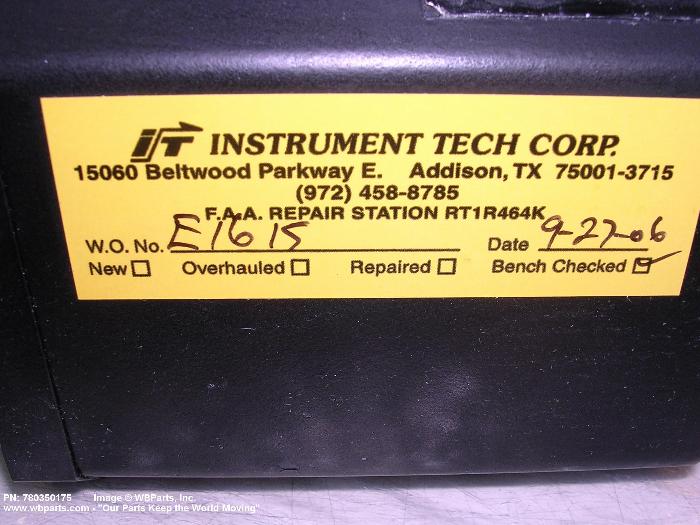 IT INSTRUMENT TECH CORP.
15060 Beltwood Parkway E. Addison, TX 75001-3715
(972) 458-8785
F.A.A. REPAIR STATION RT1R464K
W.O. No. E1615 Date 9-27-06
New Overhauled Repaired Bench Checked
PN: 780350175 Image © WBParts, Inc.
www.wbparts.com - "Our Parts Keep the World Moving"